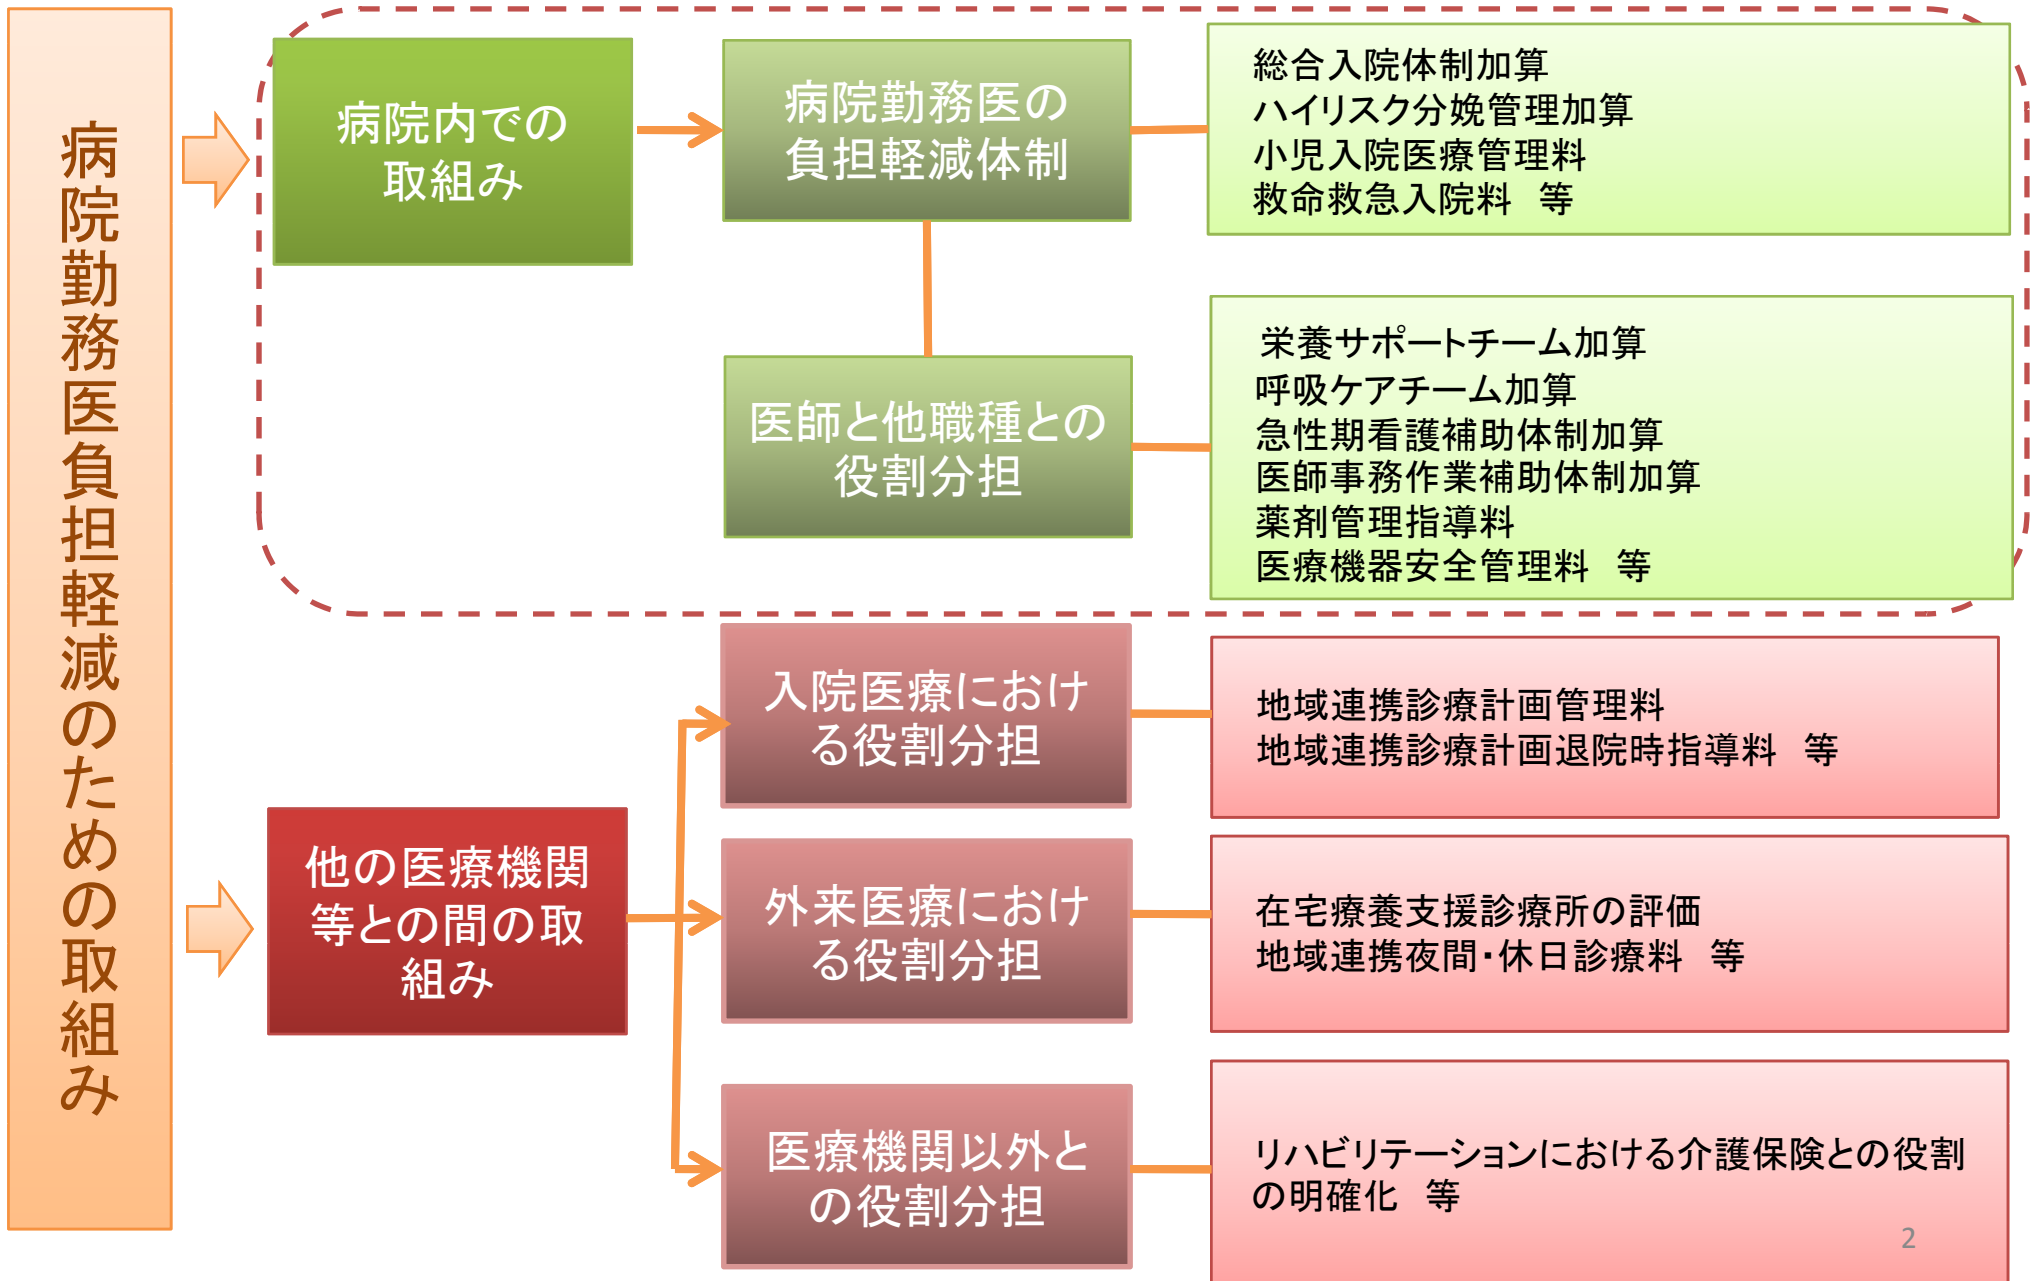 病院勤務医負担軽減のための取組み
病院内での
取組み
病院勤務医の
負担軽減体制
総合入院体制加算
ハイリスク分娩管理加算
小児入院医療管理料
救命救急入院料　等
医師と他職種との
役割分担
栄養サポートチーム加算
呼吸ケアチーム加算
急性期看護補助体制加算
医師事務作業補助体制加算
薬剤管理指導料
医療機器安全管理料　等
他の医療機関
等との間の取
組み
入院医療におけ
る役割分担
地域連携診療計画管理料
地域連携診療計画退院時指導料　等
外来医療におけ
る役割分担
在宅療養支援診療所の評価
地域連携夜間・休日診療料　等
医療機関以外と
の役割分担
リハビリテーションにおける介護保険との役割
の明確化　等
2